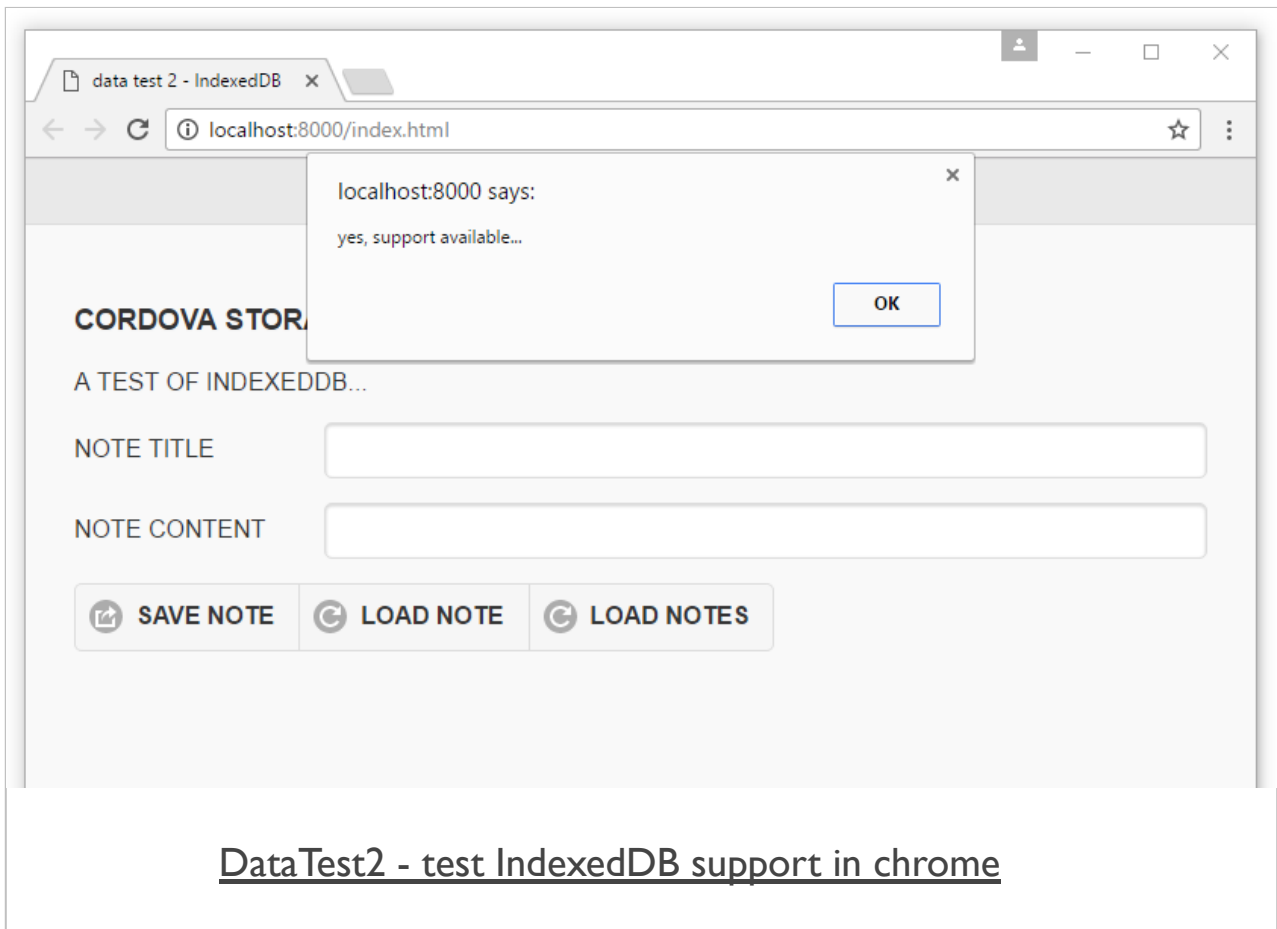 data test 2 - IndexedDB
localhost:8000/index.html
localhost:8000 says:
yes, support available...
OK
CORDOVA STOR
A TEST OF INDEXEDDB...
NOTE TITLE
NOTE CONTENT
SAVE NOTE LOAD NOTE LOAD NOTES
DataTest2 - test IndexedDB support in chrome